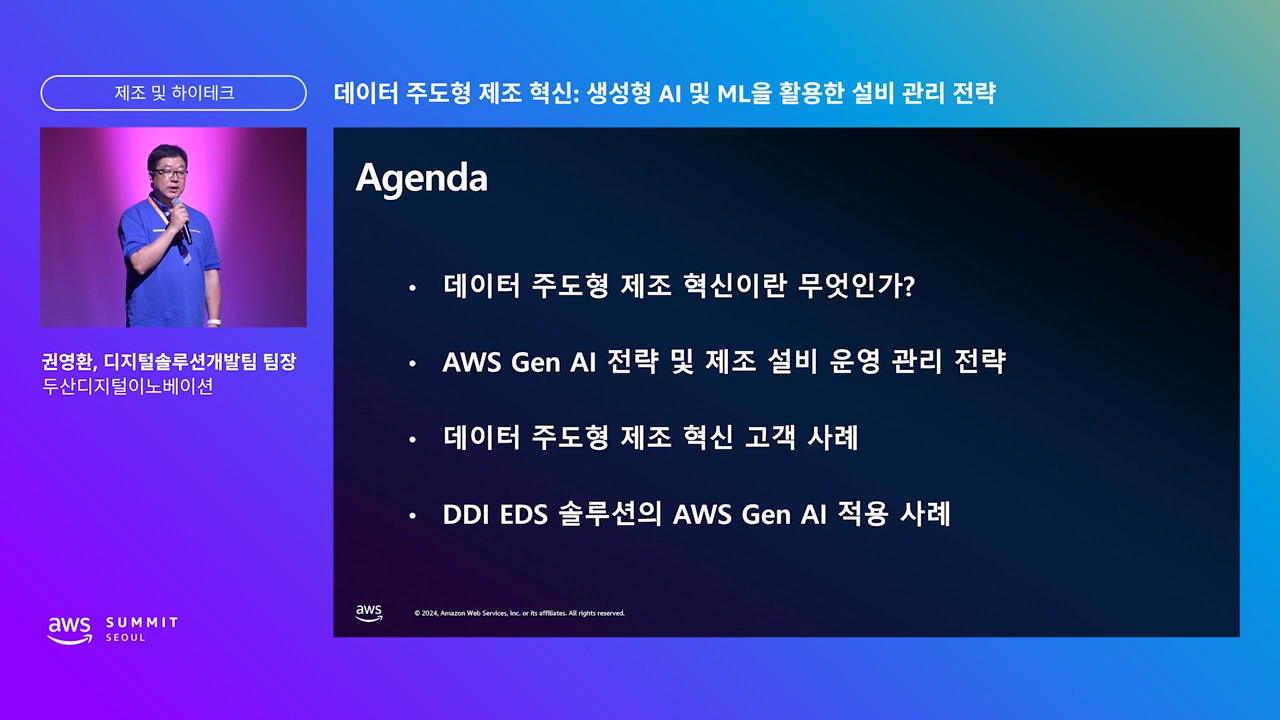 제조 및 하이테크
데이터 주도형 제조 혁신: 생성형 AI 및 ML을 활용한 설비 관리 전략
권영환, 디지털솔루션개발팀 팀장
두산디지털이노베이션
Agenda
• 데이터 주도형 제조 혁신이란 무엇인가?
• AWS Gen AI 전략 및 제조 설비 운영 관리 전략
• 데이터 주도형 제조 혁신 고객 사례
• DDI EDS 솔루션의 AWS Gen AI 적용 사례
aws
© 2024, Amazon Web Services, Inc. or its affiliates. All rights reserved.
aws SUMMIT
SEOUL